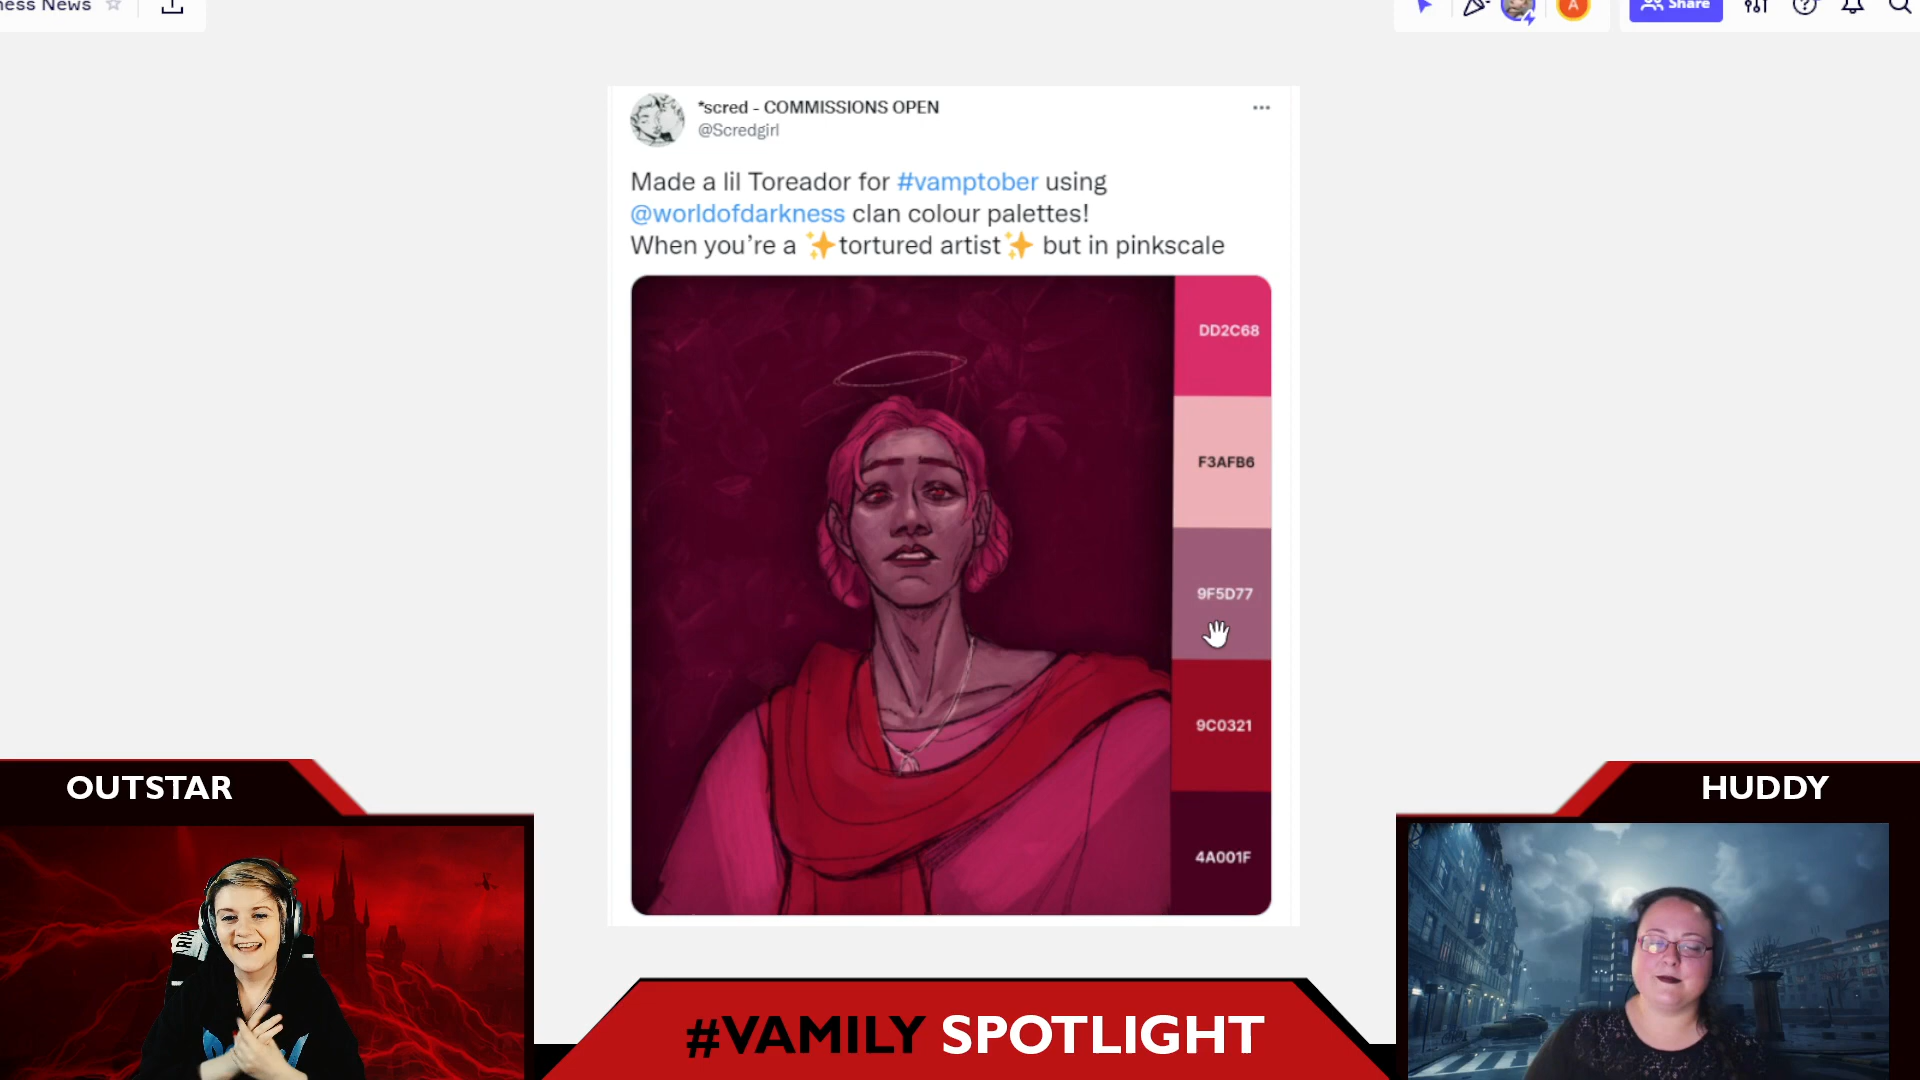 ness News
A
Share
*scred - COMMISSIONS OPEN
@Scredgirl
Made a lil Toreador for #vamptober using
@worldofdarkness clan colour palettes!
When you're a ✨tortured artist✨ but in pinkscale
DD2C68
F3AFB6
9F5D77
9C0321
4A001F
OUTSTAR
HUDDY
#VAMILY SPOTLIGHT